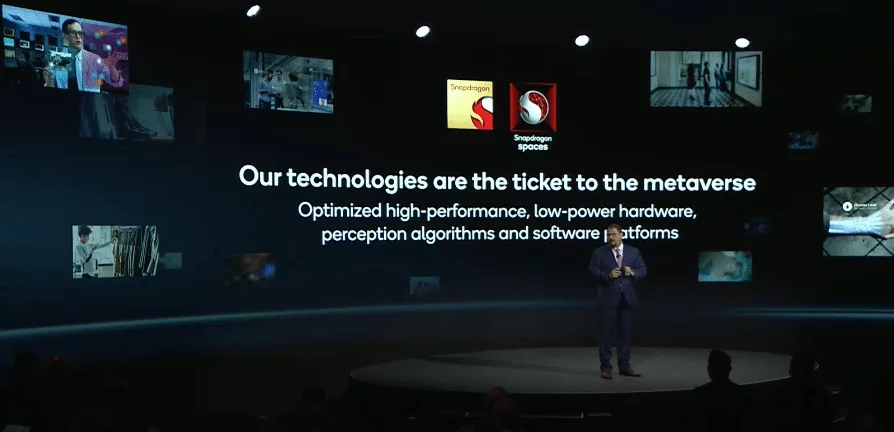 Snapdragon
Snapdragon
spaces
Our technologies are the ticket to the metaverse
Optimized high-performance, low-power hardware,
perception algorithms and software platforms